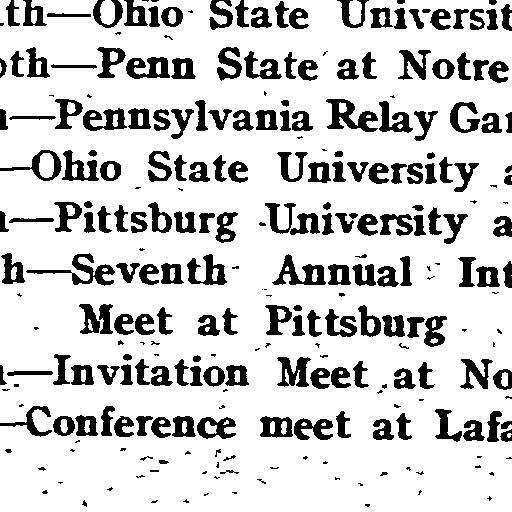 th—Ohio State Universit
th—Penn State at Notre
—Pennsylvania Relay Ga
—Ohio State University a
—Pittsburg University a
h—Seventh Annual Int
Meet at Pittsburg
—Invitation Meet at No
—Conference meet at Lafa